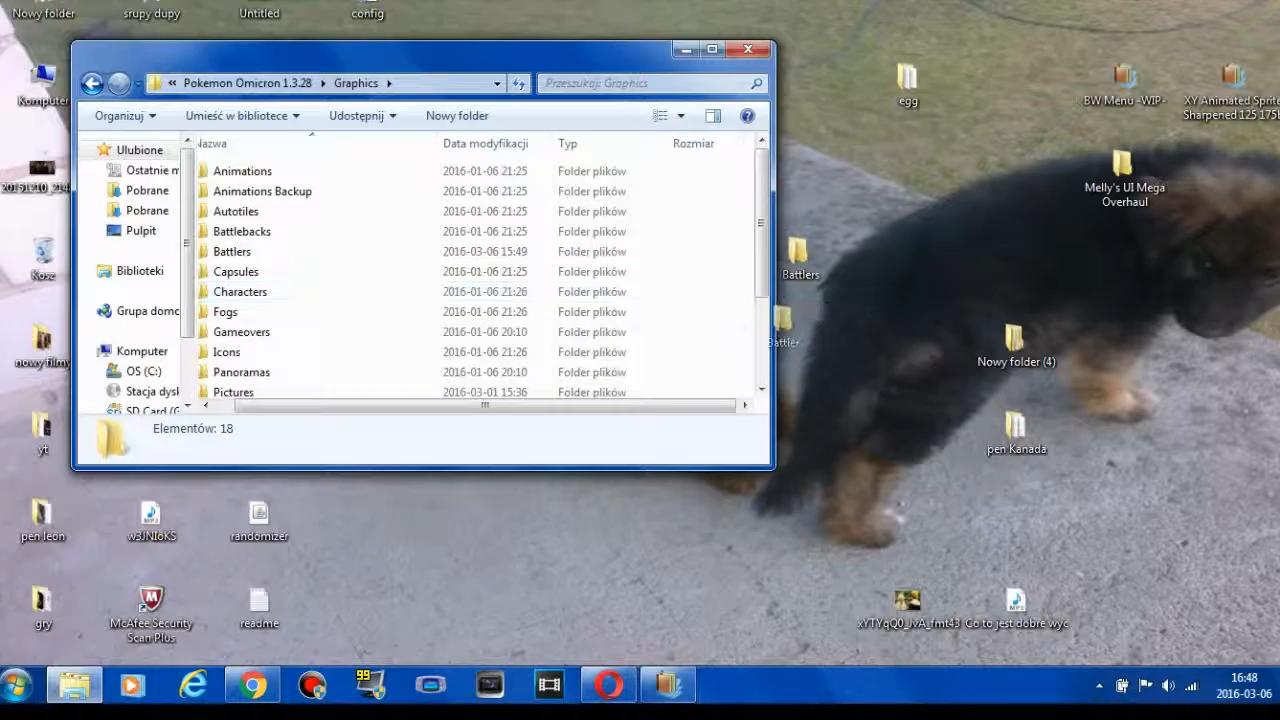 Nowy folder
srupy dupy
Untitled
config
Komputer
20151210_214
Kosz
nowy filmy
yt
pen leon
gry
w3JNIoKS
McAfee Security
Scan Plus
randomizer
readme
Pokemon Omicron 1.3.28
Graphics
Przeszukaj: Graphics
Organizuj
Umieść w bibliotece
Udostępnij
Nowy folder
Ulubione
Ostatnie m
Pobrane
Pobrane
Pulpit
Biblioteki
Grupa domc
Komputer
OS (C:)
Stacja dysk
SD Card (G
Nazwa Data modyfikacji Typ Rozmiar
Animations 2016-01-06 21:25 Folder plików
Animations Backup 2016-01-06 21:25 Folder plików
Autotiles 2016-01-06 21:25 Folder plików
Battlebacks 2016-01-06 21:25 Folder plików
Battlers 2016-03-06 15:49 Folder plików
Capsules 2016-01-06 21:25 Folder plików
Characters 2016-01-06 21:26 Folder plików
Fogs 2016-01-06 21:26 Folder plików
Gameovers 2016-01-06 20:10 Folder plików
Icons 2016-01-06 21:26 Folder plików
Panoramas 2016-01-06 20:10 Folder plików
Pictures 2016-03-01 15:36 Folder plików
Elementów: 18
egg
BW Menu -WIP-
XY Animated Sprite
Sharpened 125 175b
Melly's UI Mega
Overhaul
Battlers
Battler
Nowy folder (4)
pen Kanada
xYTYqQ0_JvA_fmt43
Co to jest dobre wyc
99
16:48
2016-03-06